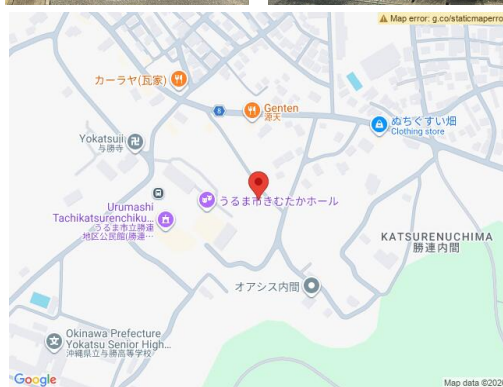 Map error: g.co/staticmaperro
カーラヤ(瓦家)
8
Genten
源天
ぬちぐすい畑
Clothing store
Yokatsuji
与勝寺
うるま市きむたかホール
Urumashi
Tachikatsurenchiku...
うるま市立勝連
地区公民館(勝連…
KATSURENUCHIMA
勝連内間
オアシス内間
Okinawa Prefecture
Yokatsu Senior High...
沖縄県立与勝高等学校
Google
Map data ©202